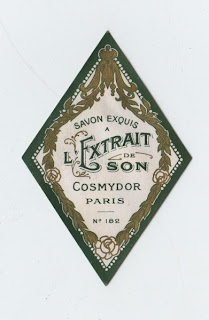 SAVON EXQUIS
A
L'EXTRAIT
DE
SON
COSMYDOR
PARIS
Nº 182